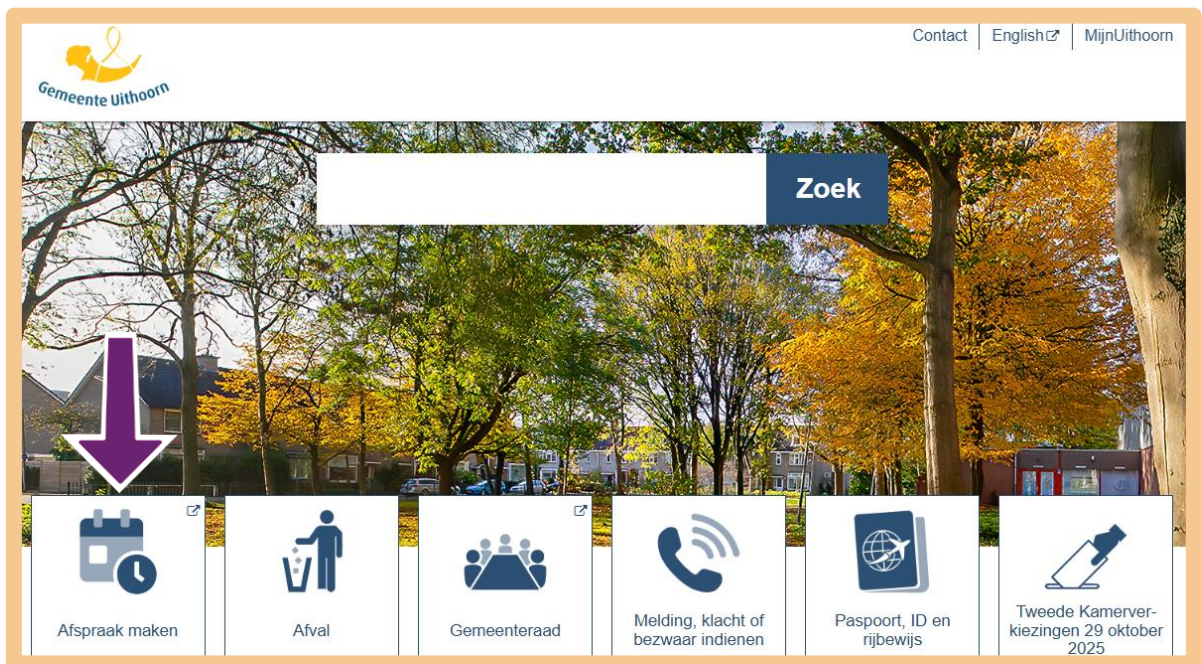 Gemeente Uithoorn
Contact
English
MijnUithoorn
Zoek
Afspraak maken
Afval
Gemeenteraad
Melding, klacht of
bezwaar indienen
Paspoort, ID en
rijbewijs
Tweede Kamerver-
kiezingen 29 oktober
2025